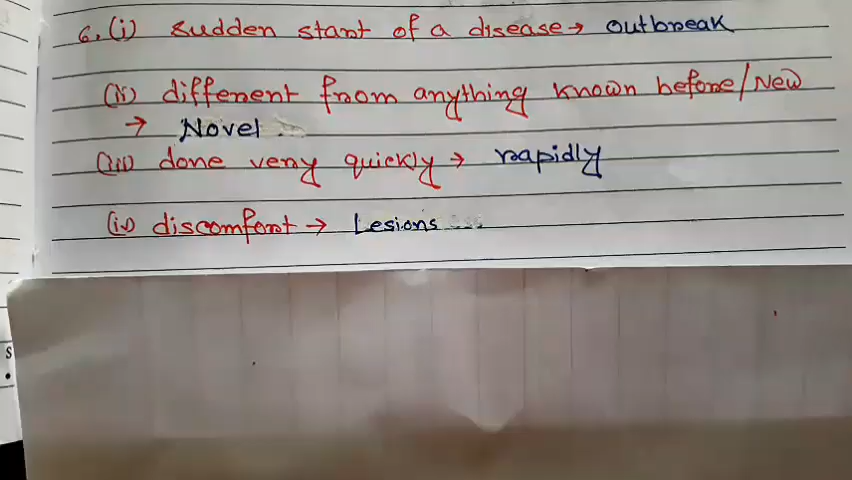 6. (i) sudden start of a disease → outbreak
(ii) different from anything known before/New
→ Novel
(iii) done very quickly → rapidly
(iv) discomfort → Lesions
S